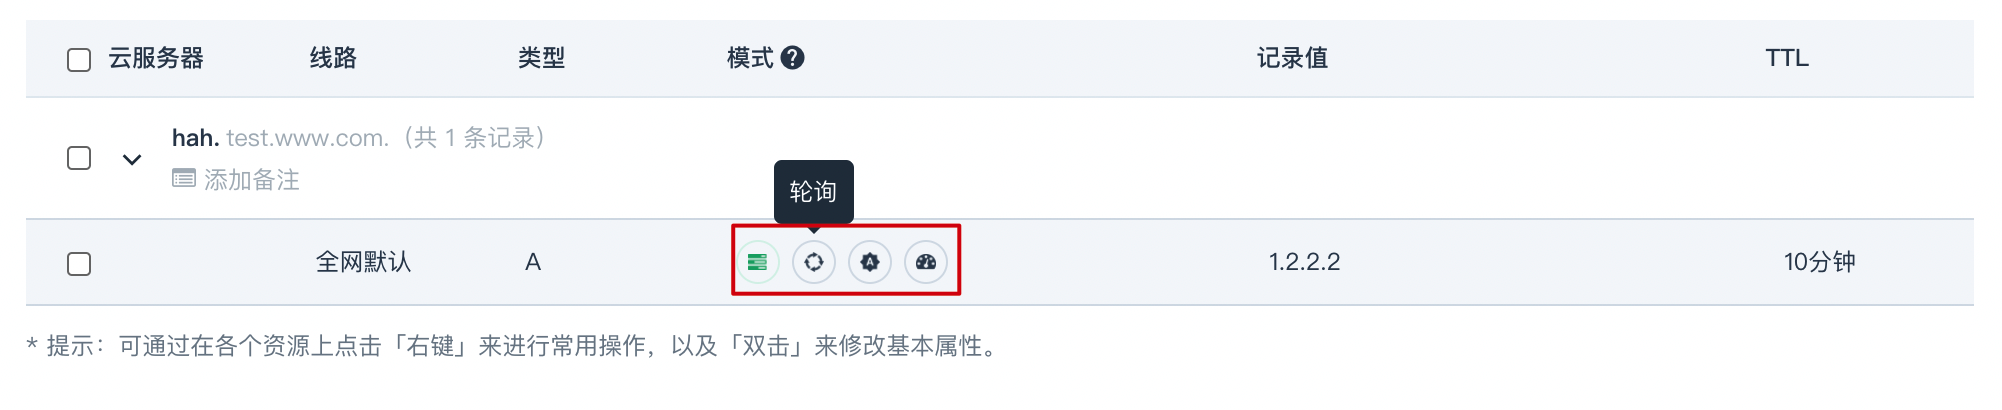 云服务器 线路 类型 模式 ? 记录值 TTL
hah. test.www.com.（共 1 条记录）
添加备注
轮询
全网默认 A A 1.2.2.2 10分钟
* 提示：可通过在各个资源上点击「右键」来进行常用操作，以及「双击」来修改基本属性。